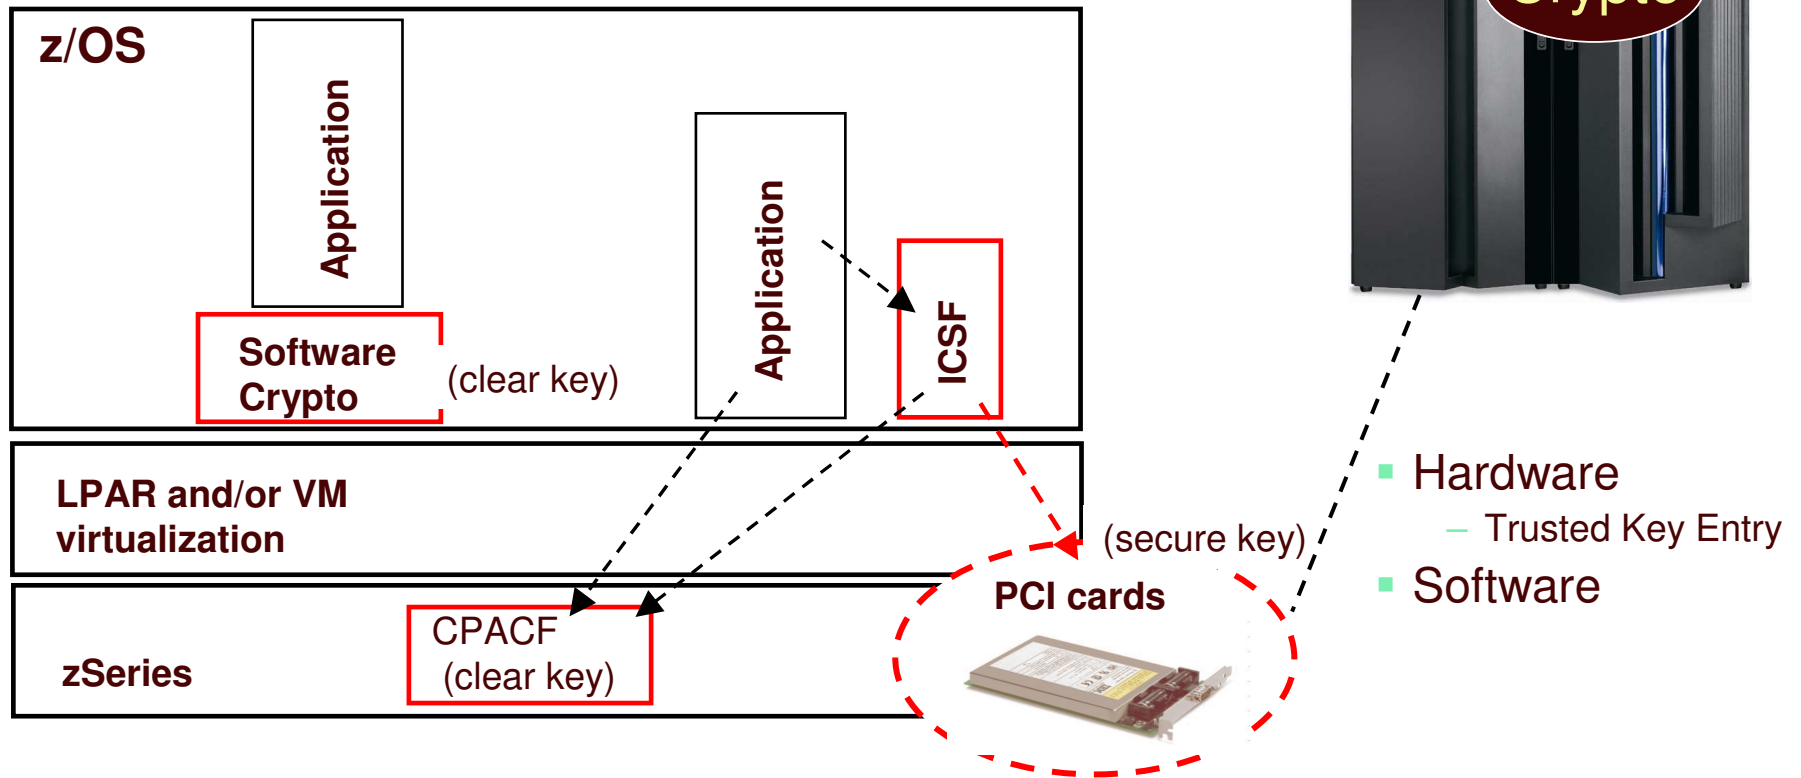 z/OS
Application
Software
Crypto
(clear key)
Application
ICSF
LPAR and/or VM
virtualization
(secure key)
PCI cards
CPACF
(clear key)
zSeries
Crypto
Hardware
– Trusted Key Entry
Software